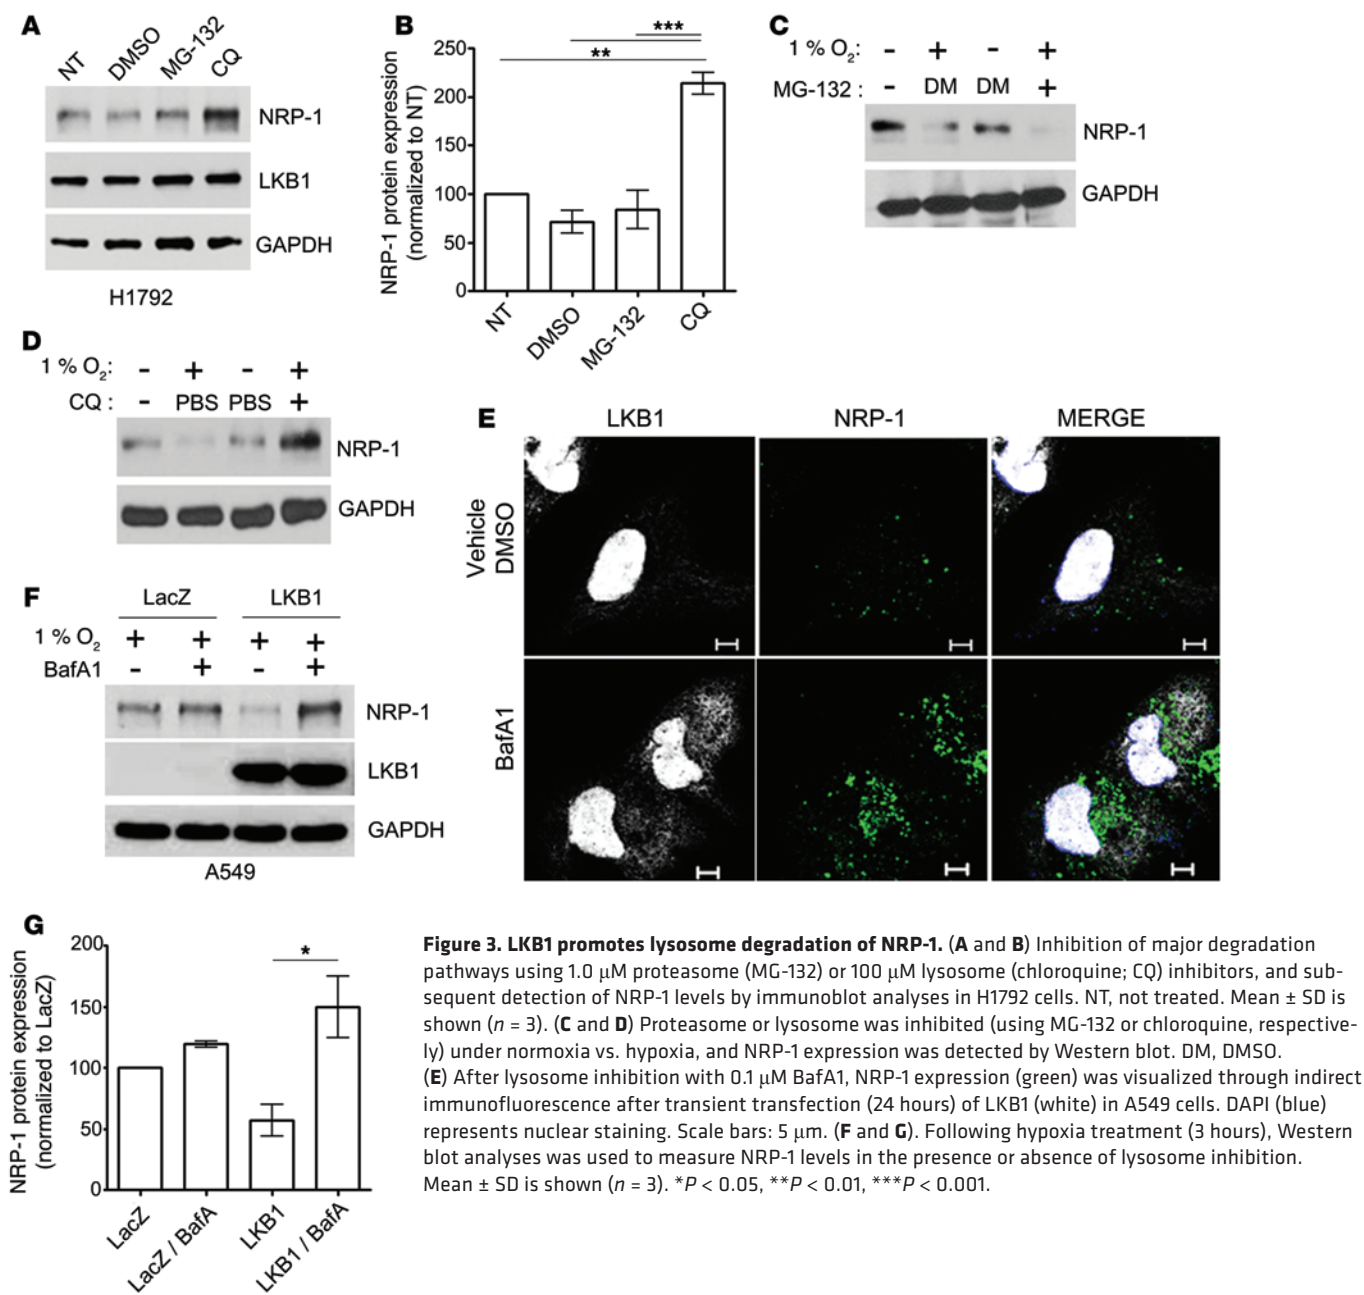 A
NT DMSO MG-132 CQ
NRP-1
LKB1
GAPDH
H1792
B
NRP-1 protein expression
(normalized to NT)
250
200
150
100
50
0
***
**
NT DMSO MG-132 CQ
C
1 % O2: - + - +
MG-132 : - DM DM +
NRP-1
GAPDH
D
1 % O2: - + - +
CQ : - PBS PBS +
NRP-1
GAPDH
E
LKB1 NRP-1 MERGE
Vehicle
DMSO
BafA1
F
LacZ LKB1
1 % O2 + + + +
BafA1 - + - +
NRP-1
LKB1
GAPDH
A549
G
NRP-1 protein expression
(normalized to LacZ)
200
150
100
50
0
*
LacZ LacZ / BafA LKB1 LKB1 / BafA
Figure 3. LKB1 promotes lysosome degradation of NRP-1. (A and B) Inhibition of major degradation
pathways using 1.0 μM proteasome (MG-132) or 100 μM lysosome (chloroquine; CQ) inhibitors, and sub-
sequent detection of NRP-1 levels by immunoblot analyses in H1792 cells. NT, not treated. Mean ± SD is
shown (n = 3). (C and D) Proteasome or lysosome was inhibited (using MG-132 or chloroquine, respective-
ly) under normoxia vs. hypoxia, and NRP-1 expression was detected by Western blot. DM, DMSO.
(E) After lysosome inhibition with 0.1 μM BafA1, NRP-1 expression (green) was visualized through indirect
immunofluorescence after transient transfection (24 hours) of LKB1 (white) in A549 cells. DAPI (blue)
represents nuclear staining. Scale bars: 5 μm. (F and G). Following hypoxia treatment (3 hours), Western
blot analyses was used to measure NRP-1 levels in the presence or absence of lysosome inhibition.
Mean ± SD is shown (n = 3). *P < 0.05, **P < 0.01, ***P < 0.001.